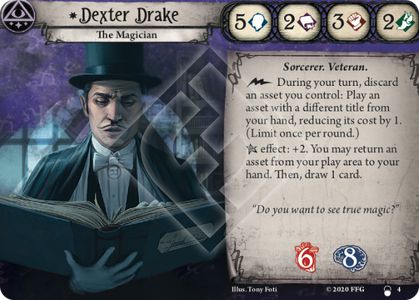 * Dexter Drake
The Magician
5 2 3 2
Sorcerer. Veteran.
During your turn, discard
an asset you control: Play an
asset with a different title from
your hand, reducing its cost by 1.
(Limit once per round.)
effect: +2. You may return an
asset from your play area to your
hand. Then, draw 1 card.
"Do you want to see true magic?"
6 8
Illus. Tony Foti
© 2020 FFG
4